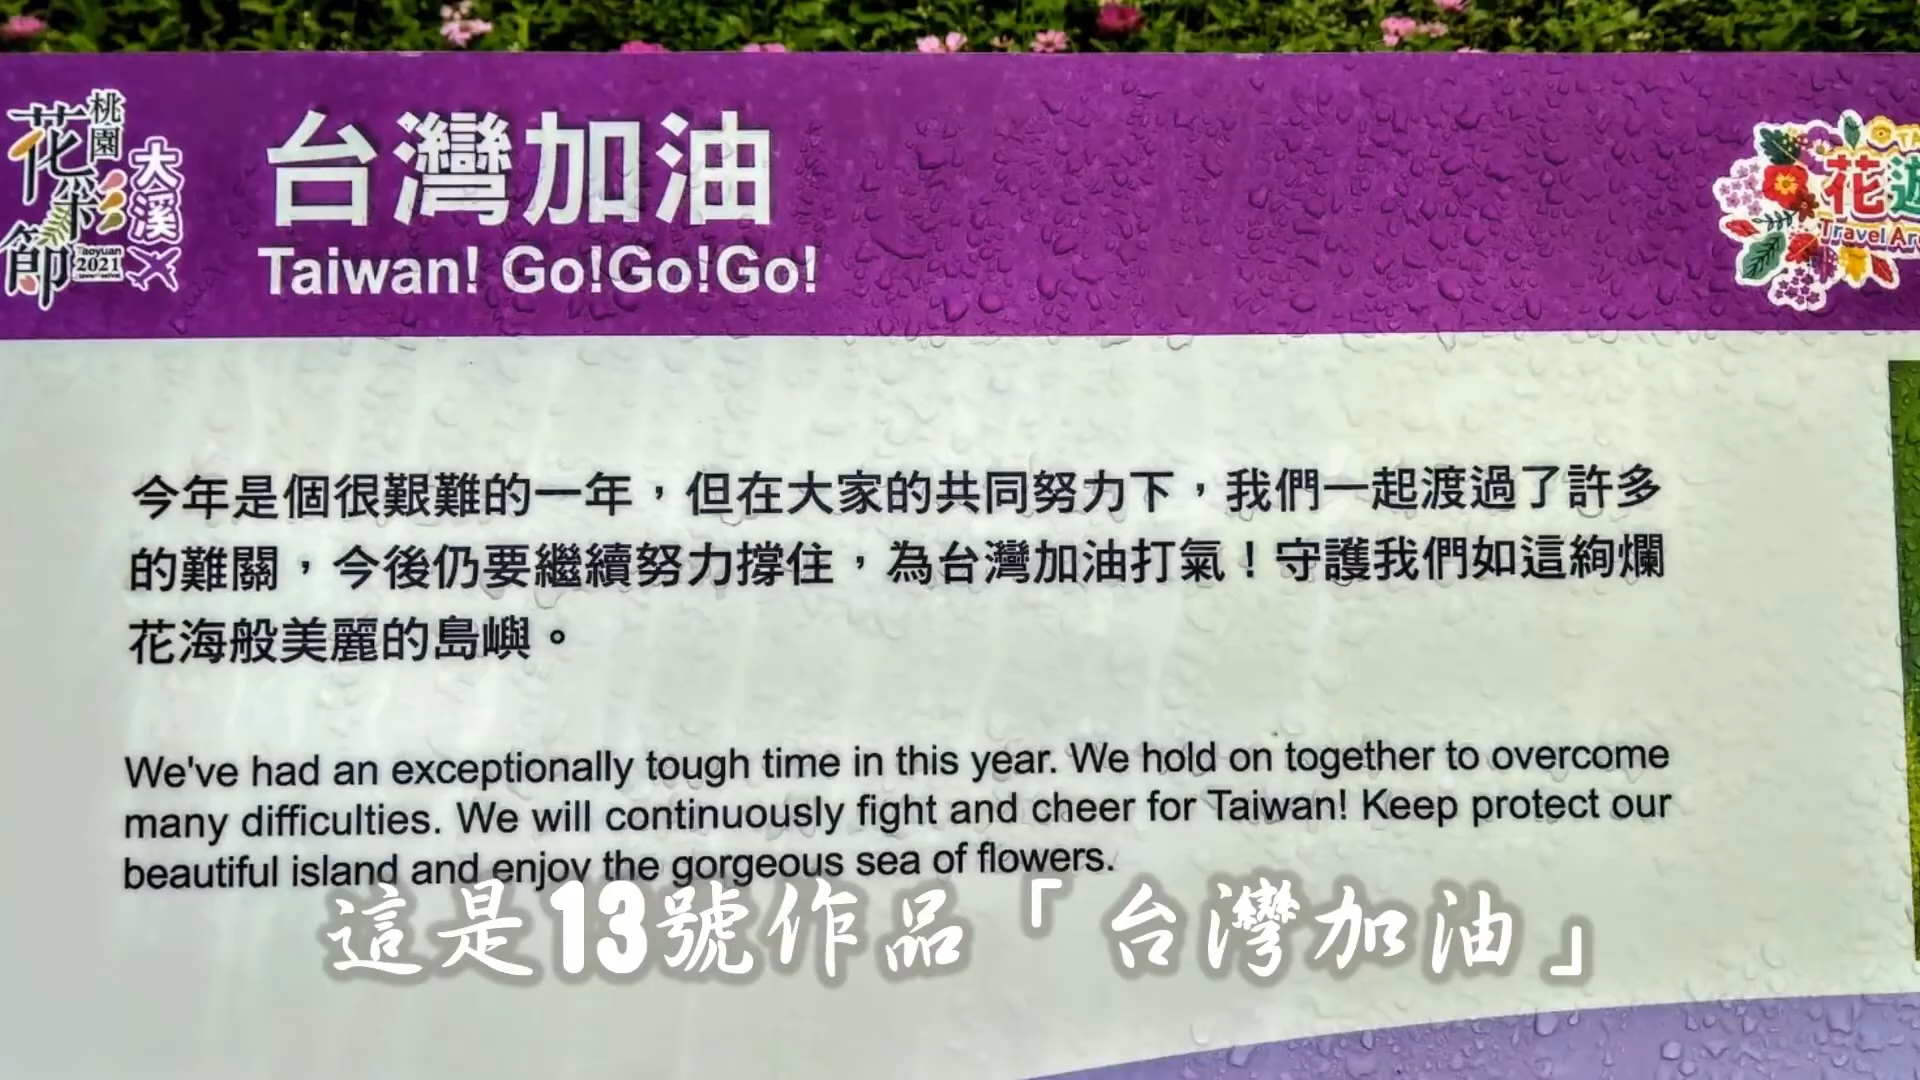 桃園
花彩節
大溪
Taoyuan
2021
台灣加油
Taiwan! Go!Go!Go!
花遊
Travel Ar
今年是個很艱難的一年，但在大家的共同努力下，我們一起渡過了許多
的難關，今後仍要繼續努力撐住，為台灣加油打氣！守護我們如這絢爛
花海般美麗的島嶼。
We've had an exceptionally tough time in this year. We hold on together to overcome
many difficulties. We will continuously fight and cheer for Taiwan! Keep protect our
beautiful island and enjoy the gorgeous sea of flowers.
這是13號作品「台灣加油」